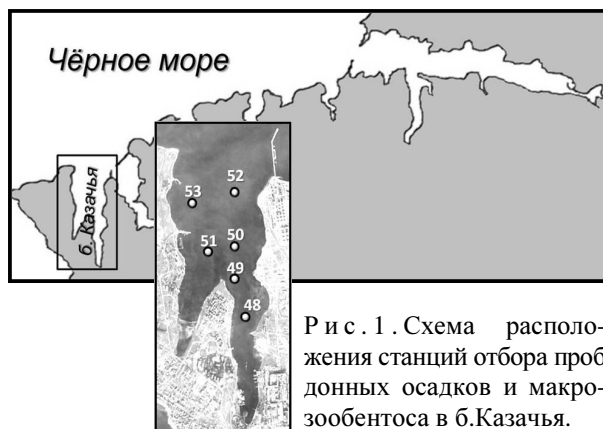 Чёрное море
б. Казачья
52
53
50
51
49
48
Рис.1. Схема располо-
жения станций отбора проб
донных осадков и макро-
зообентоса в б.Казачья.